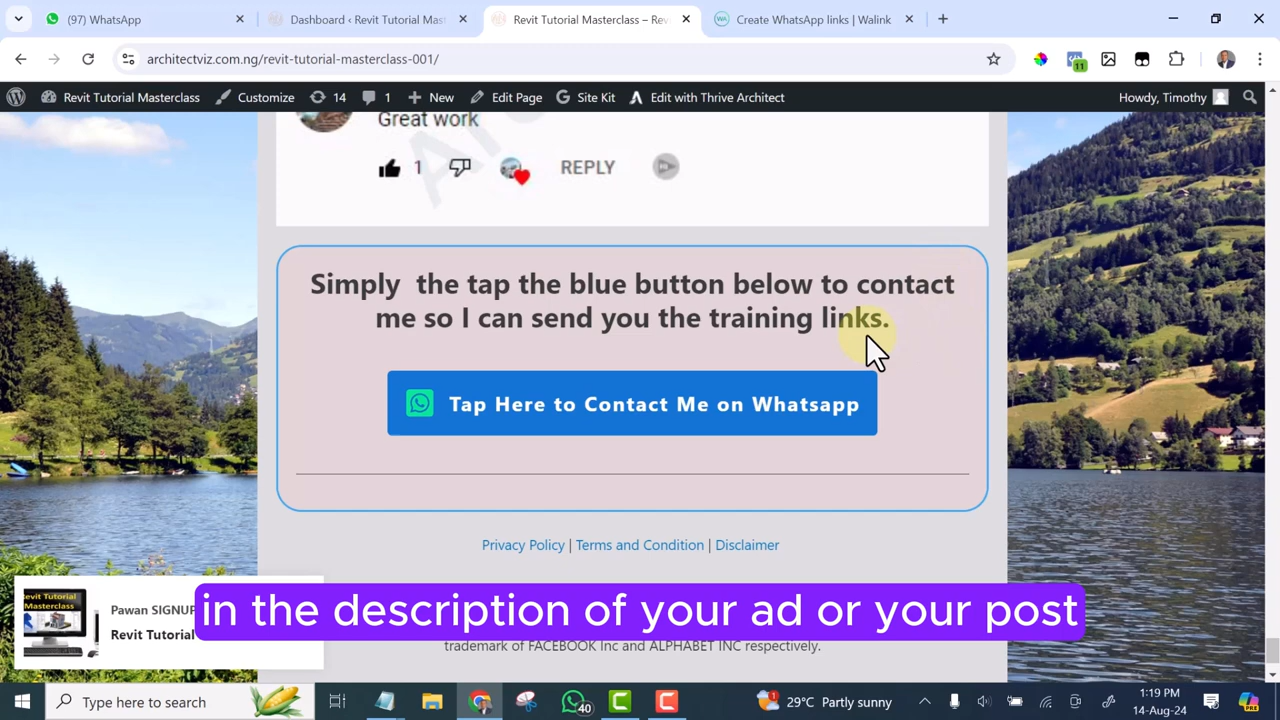 (97) WhatsApp
Dashboard ‹ Revit Tutorial Mas
Revit Tutorial Masterclass – Rev
Create WhatsApp links | Walink
architectviz.com.ng/revit-tutorial-masterclass-001/
11
Revit Tutorial Masterclass
Customize
14
1
New
Edit Page
Site Kit
Edit with Thrive Architect
Howdy, Timothy
Great work
1
REPLY
Simply the tap the blue button below to contact
me so I can send you the training links.
Tap Here to Contact Me on Whatsapp
Privacy Policy | Terms and Condition | Disclaimer
Revit Tutorial
Masterclass
Pawan SIGNUP
Revit Tutorial
in the description of your ad or your post
trademark of FACEBOOK Inc and ALPHABET INC respectively.
Type here to search
40
1
29°C Partly sunny
1:19 PM
14-Aug-24